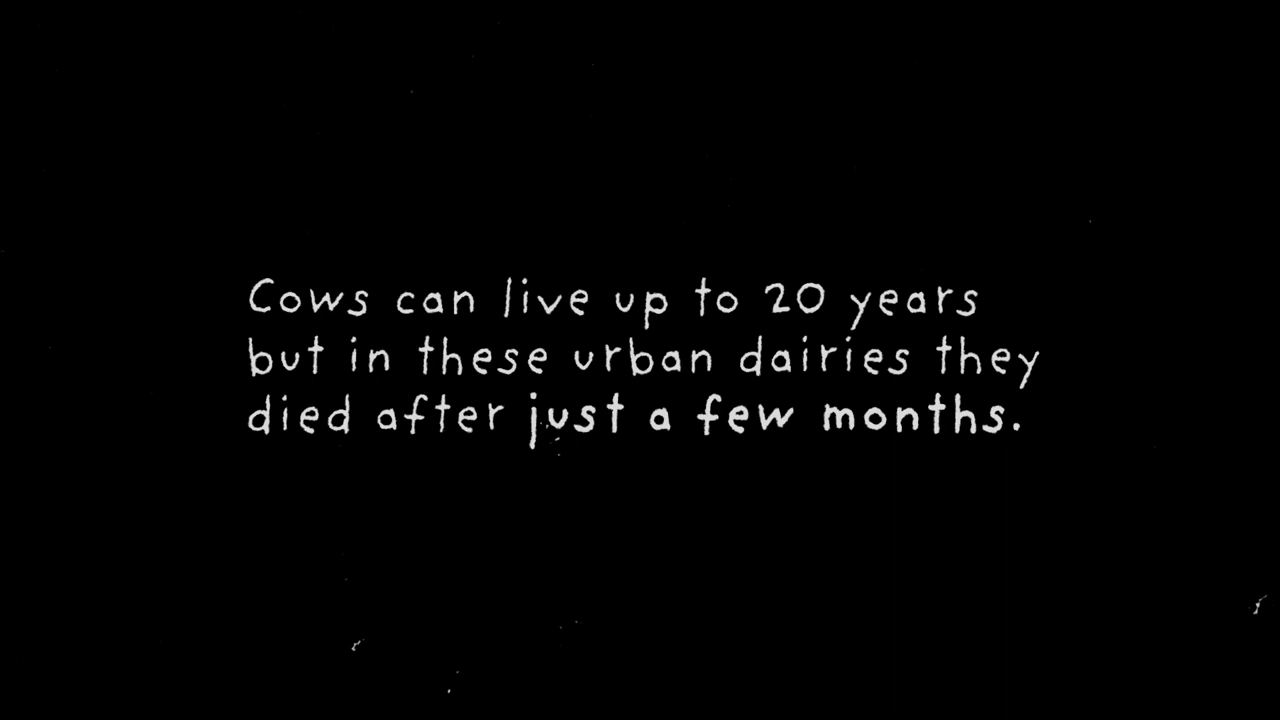 Cows can live up to 20 years
but in these urban dairies they
died after just a few months.